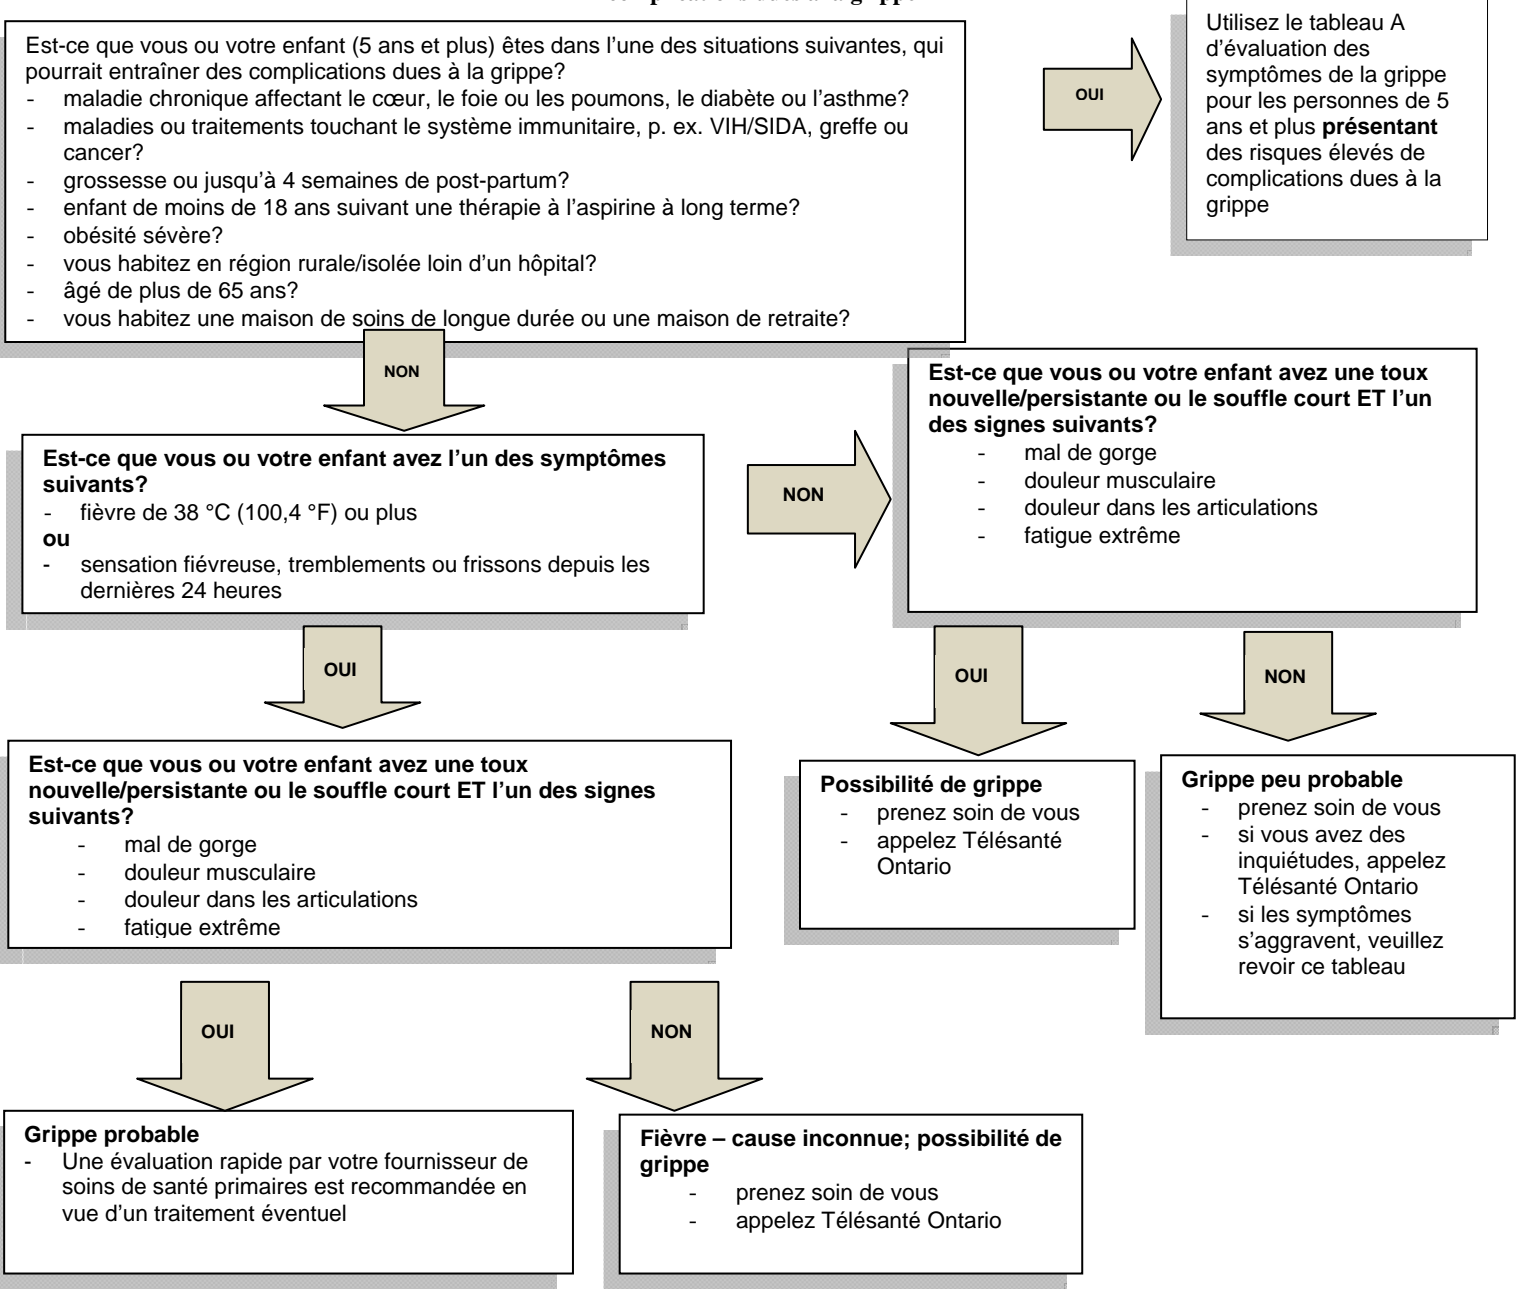 Utilisez le tableau A
d’évaluation des
symptômes de la grippe
pour les personnes de 5
ans et plus présentant
des risques élevés de
complications dues à la
grippe
Est-ce que vous ou votre enfant (5 ans et plus) êtes dans l’une des situations suivantes, qui
pourrait entraîner des complications dues à la grippe?
- maladie chronique affectant le cœur, le foie ou les poumons, le diabète ou l’asthme?
- maladies ou traitements touchant le système immunitaire, p. ex. VIH/SIDA, greffe ou
cancer?
- grossesse ou jusqu’à 4 semaines de post-partum?
- enfant de moins de 18 ans suivant une thérapie à l’aspirine à long terme?
- obésité sévère?
- vous habitez en région rurale/isolée loin d’un hôpital?
- âgé de plus de 65 ans?
- vous habitez une maison de soins de longue durée ou une maison de retraite?
OUI
NON
Est-ce que vous ou votre enfant avez l’un des symptômes
suivants?
- fièvre de 38 °C (100,4 °F) ou plus
ou
- sensation fiévreuse, tremblements ou frissons depuis les
dernières 24 heures
NON
Est-ce que vous ou votre enfant avez une toux
nouvelle/persistante ou le souffle court ET l’un
des signes suivants?
- mal de gorge
- douleur musculaire
- douleur dans les articulations
- fatigue extrême
OUI
OUI
NON
Est-ce que vous ou votre enfant avez une toux
nouvelle/persistante ou le souffle court ET l’un des signes
suivants?
- mal de gorge
- douleur musculaire
- douleur dans les articulations
- fatigue extrême
Possibilité de grippe
- prenez soin de vous
- appelez Télésanté
Ontario
Grippe peu probable
- prenez soin de vous
- si vous avez des
inquiétudes, appelez
Télésanté Ontario
- si les symptômes
s’aggravent, veuillez
revoir ce tableau
OUI
NON
Grippe probable
- Une évaluation rapide par votre fournisseur de
soins de santé primaires est recommandée en
vue d’un traitement éventuel
Fièvre – cause inconnue; possibilité de
grippe
- prenez soin de vous
- appelez Télésanté Ontario